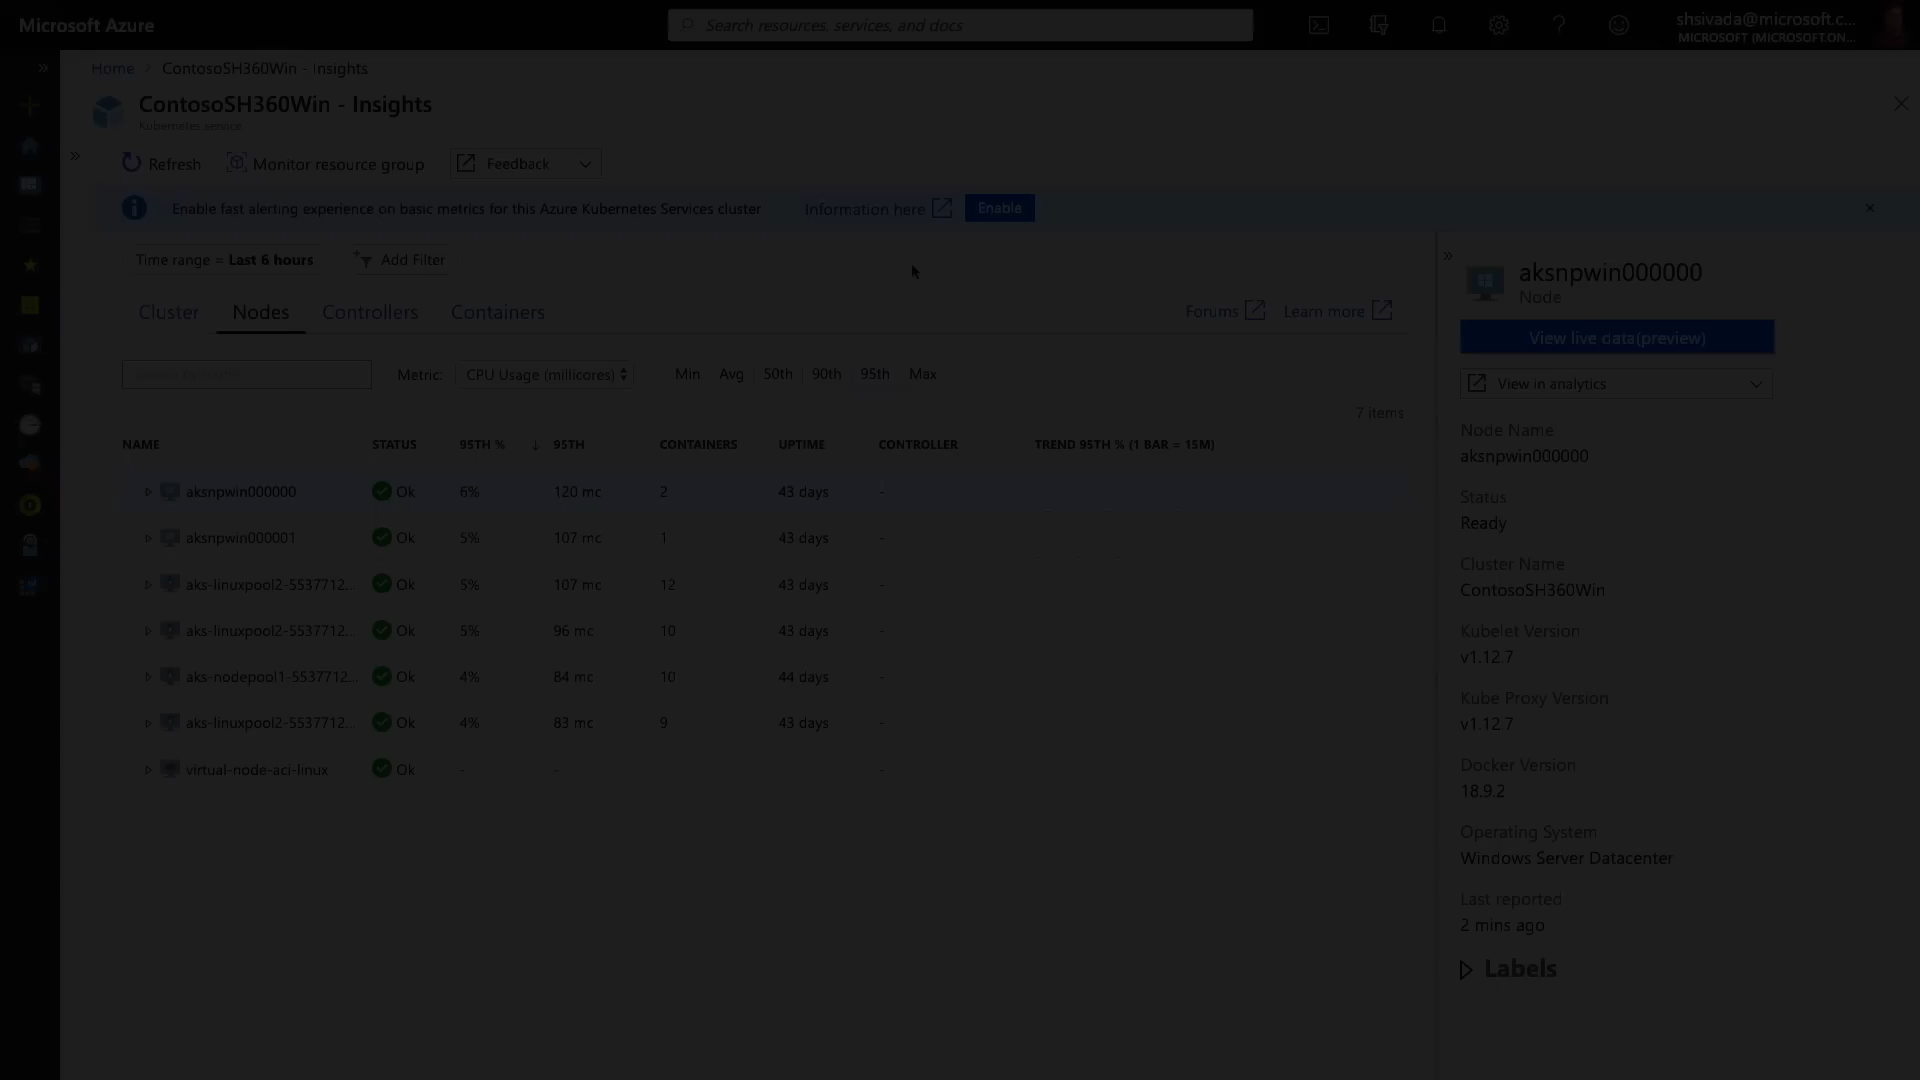 Microsoft Azure
Search resources, services, and docs
shsivada@microsoft.c...
MICROSOFT (MICROSOFT.ON...
Home > ContosoSH360Win - Insights
ContosoSH360Win - Insights
Kubernetes service
Refresh Monitor resource group Feedback
Enable fast alerting experience on basic metrics for this Azure Kubernetes Services cluster Information here Enable
Time range = Last 6 hours Add Filter
Cluster Nodes Controllers Containers Forums Learn more
Metric: CPU Usage (millicores) Min Avg 50th 90th 95th Max
7 items
NAME STATUS 95TH % ↓ 95TH CONTAINERS UPTIME CONTROLLER TREND 95TH % (1 BAR = 15M)
aksnpwin000000 Ok 6% 120 mc 2 43 days -
aksnpwin000001 Ok 5% 107 mc 1 43 days -
aks-linuxpool2-5537712... Ok 5% 107 mc 12 43 days -
aks-linuxpool2-5537712... Ok 5% 96 mc 10 43 days -
aks-nodepool1-5537712... Ok 4% 84 mc 10 44 days -
aks-linuxpool2-5537712... Ok 4% 83 mc 9 43 days -
virtual-node-aci-linux Ok - - -
aksnpwin000000
Node
View live data(preview)
View in analytics
Node Name
aksnpwin000000
Status
Ready
Cluster Name
ContosoSH360Win
Kubelet Version
v1.12.7
Kube Proxy Version
v1.12.7
Docker Version
18.9.2
Operating System
Windows Server Datacenter
Last reported
2 mins ago
Labels